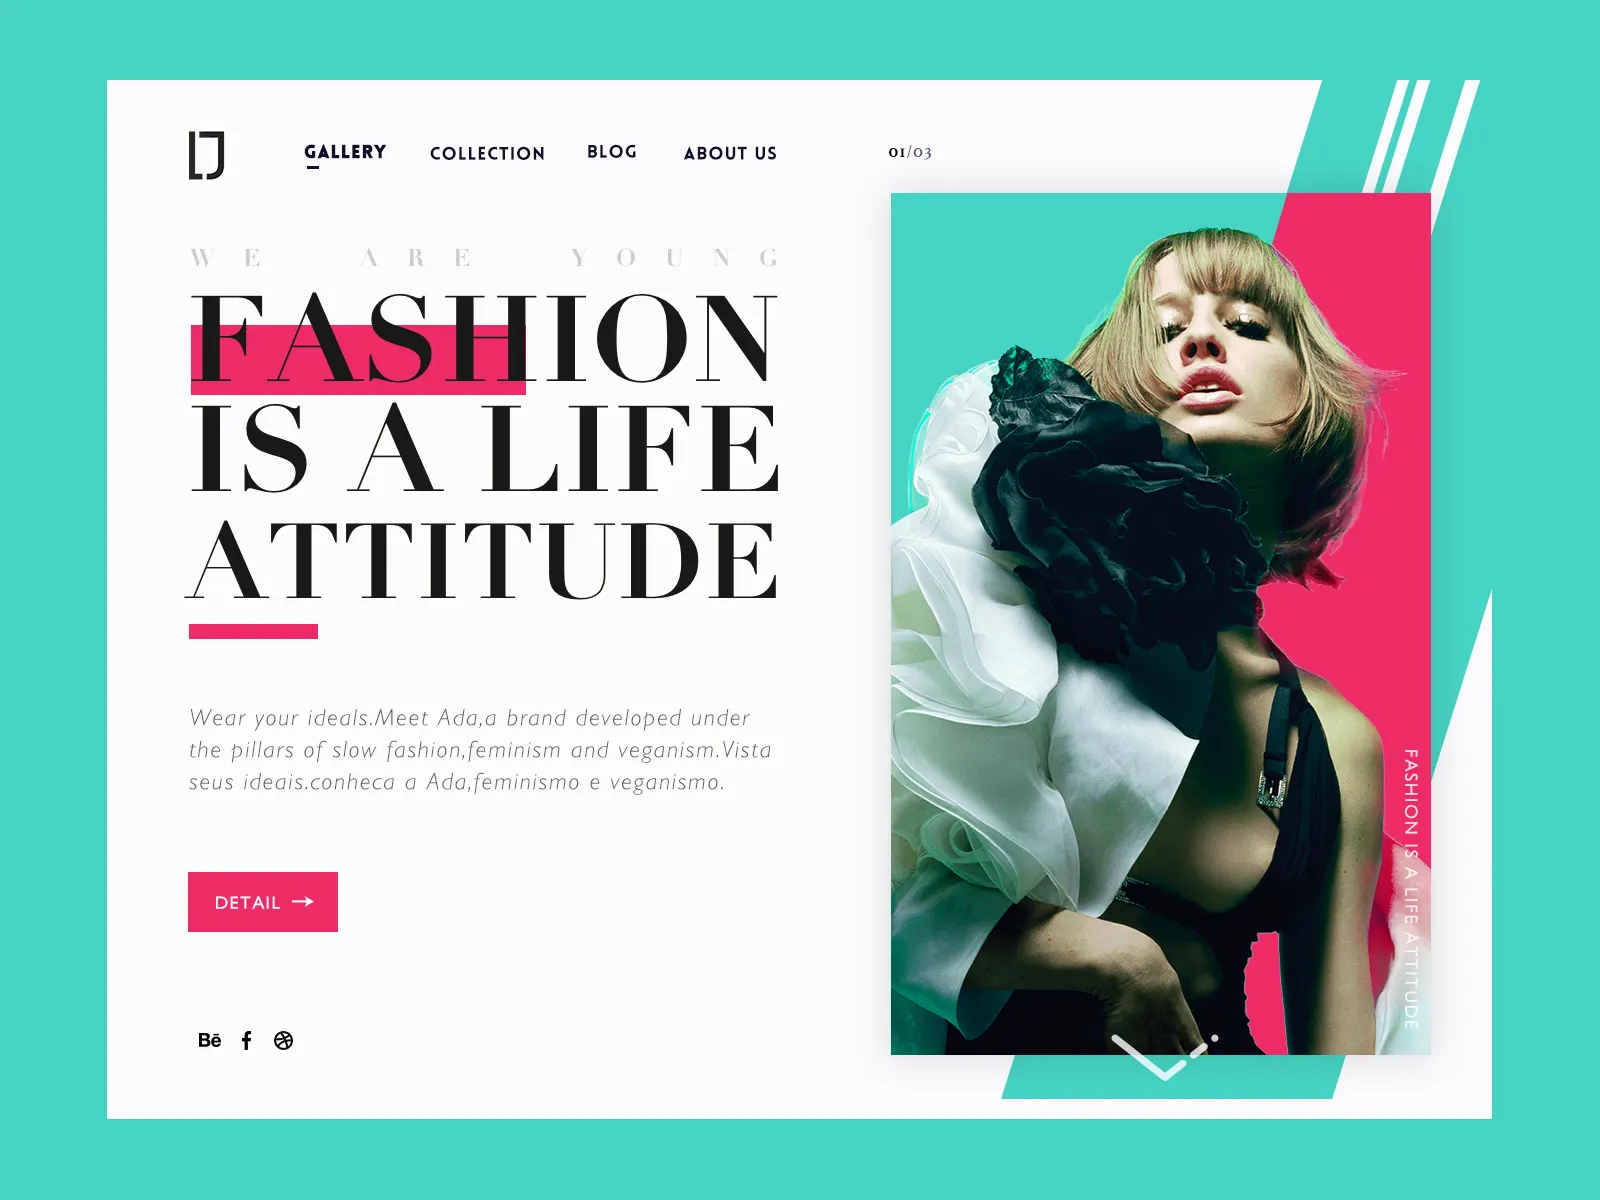 GALLERY COLLECTION BLOG ABOUT US
01/03
WE ARE YOUNG
FASHION
IS A LIFE
ATTITUDE
Wear your ideals.Meet Ada,a brand developed under
the pillars of slow fashion,feminism and veganism.Vista
seus ideais.conheca a Ada,feminismo e veganismo.
DETAIL
Bē
FASHION IS A LIFE ATTITUDE